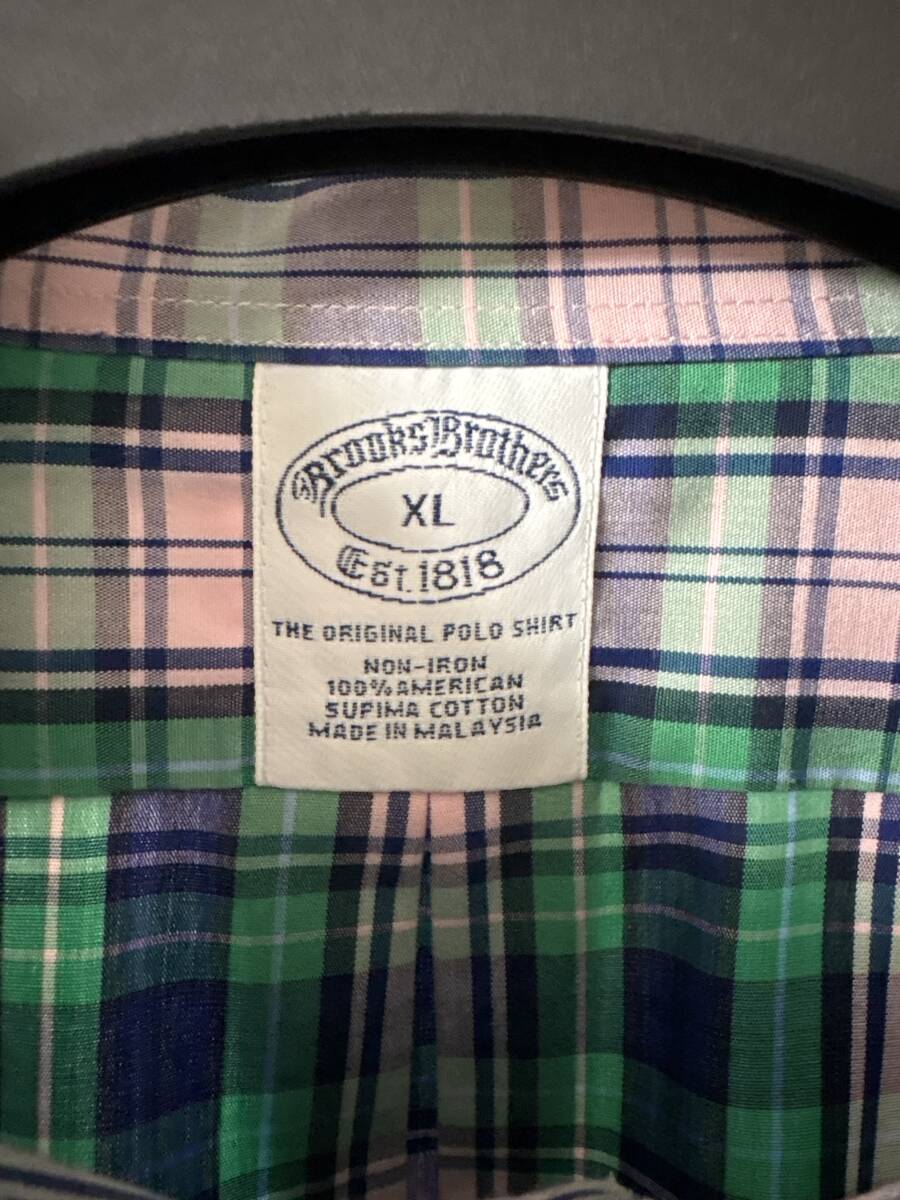 Brooks Brothers
XL
Est. 1818
THE ORIGINAL POLO SHIRT
NON-IRON
100% AMERICAN
SUPIMA COTTON
MADE IN MALAYSIA